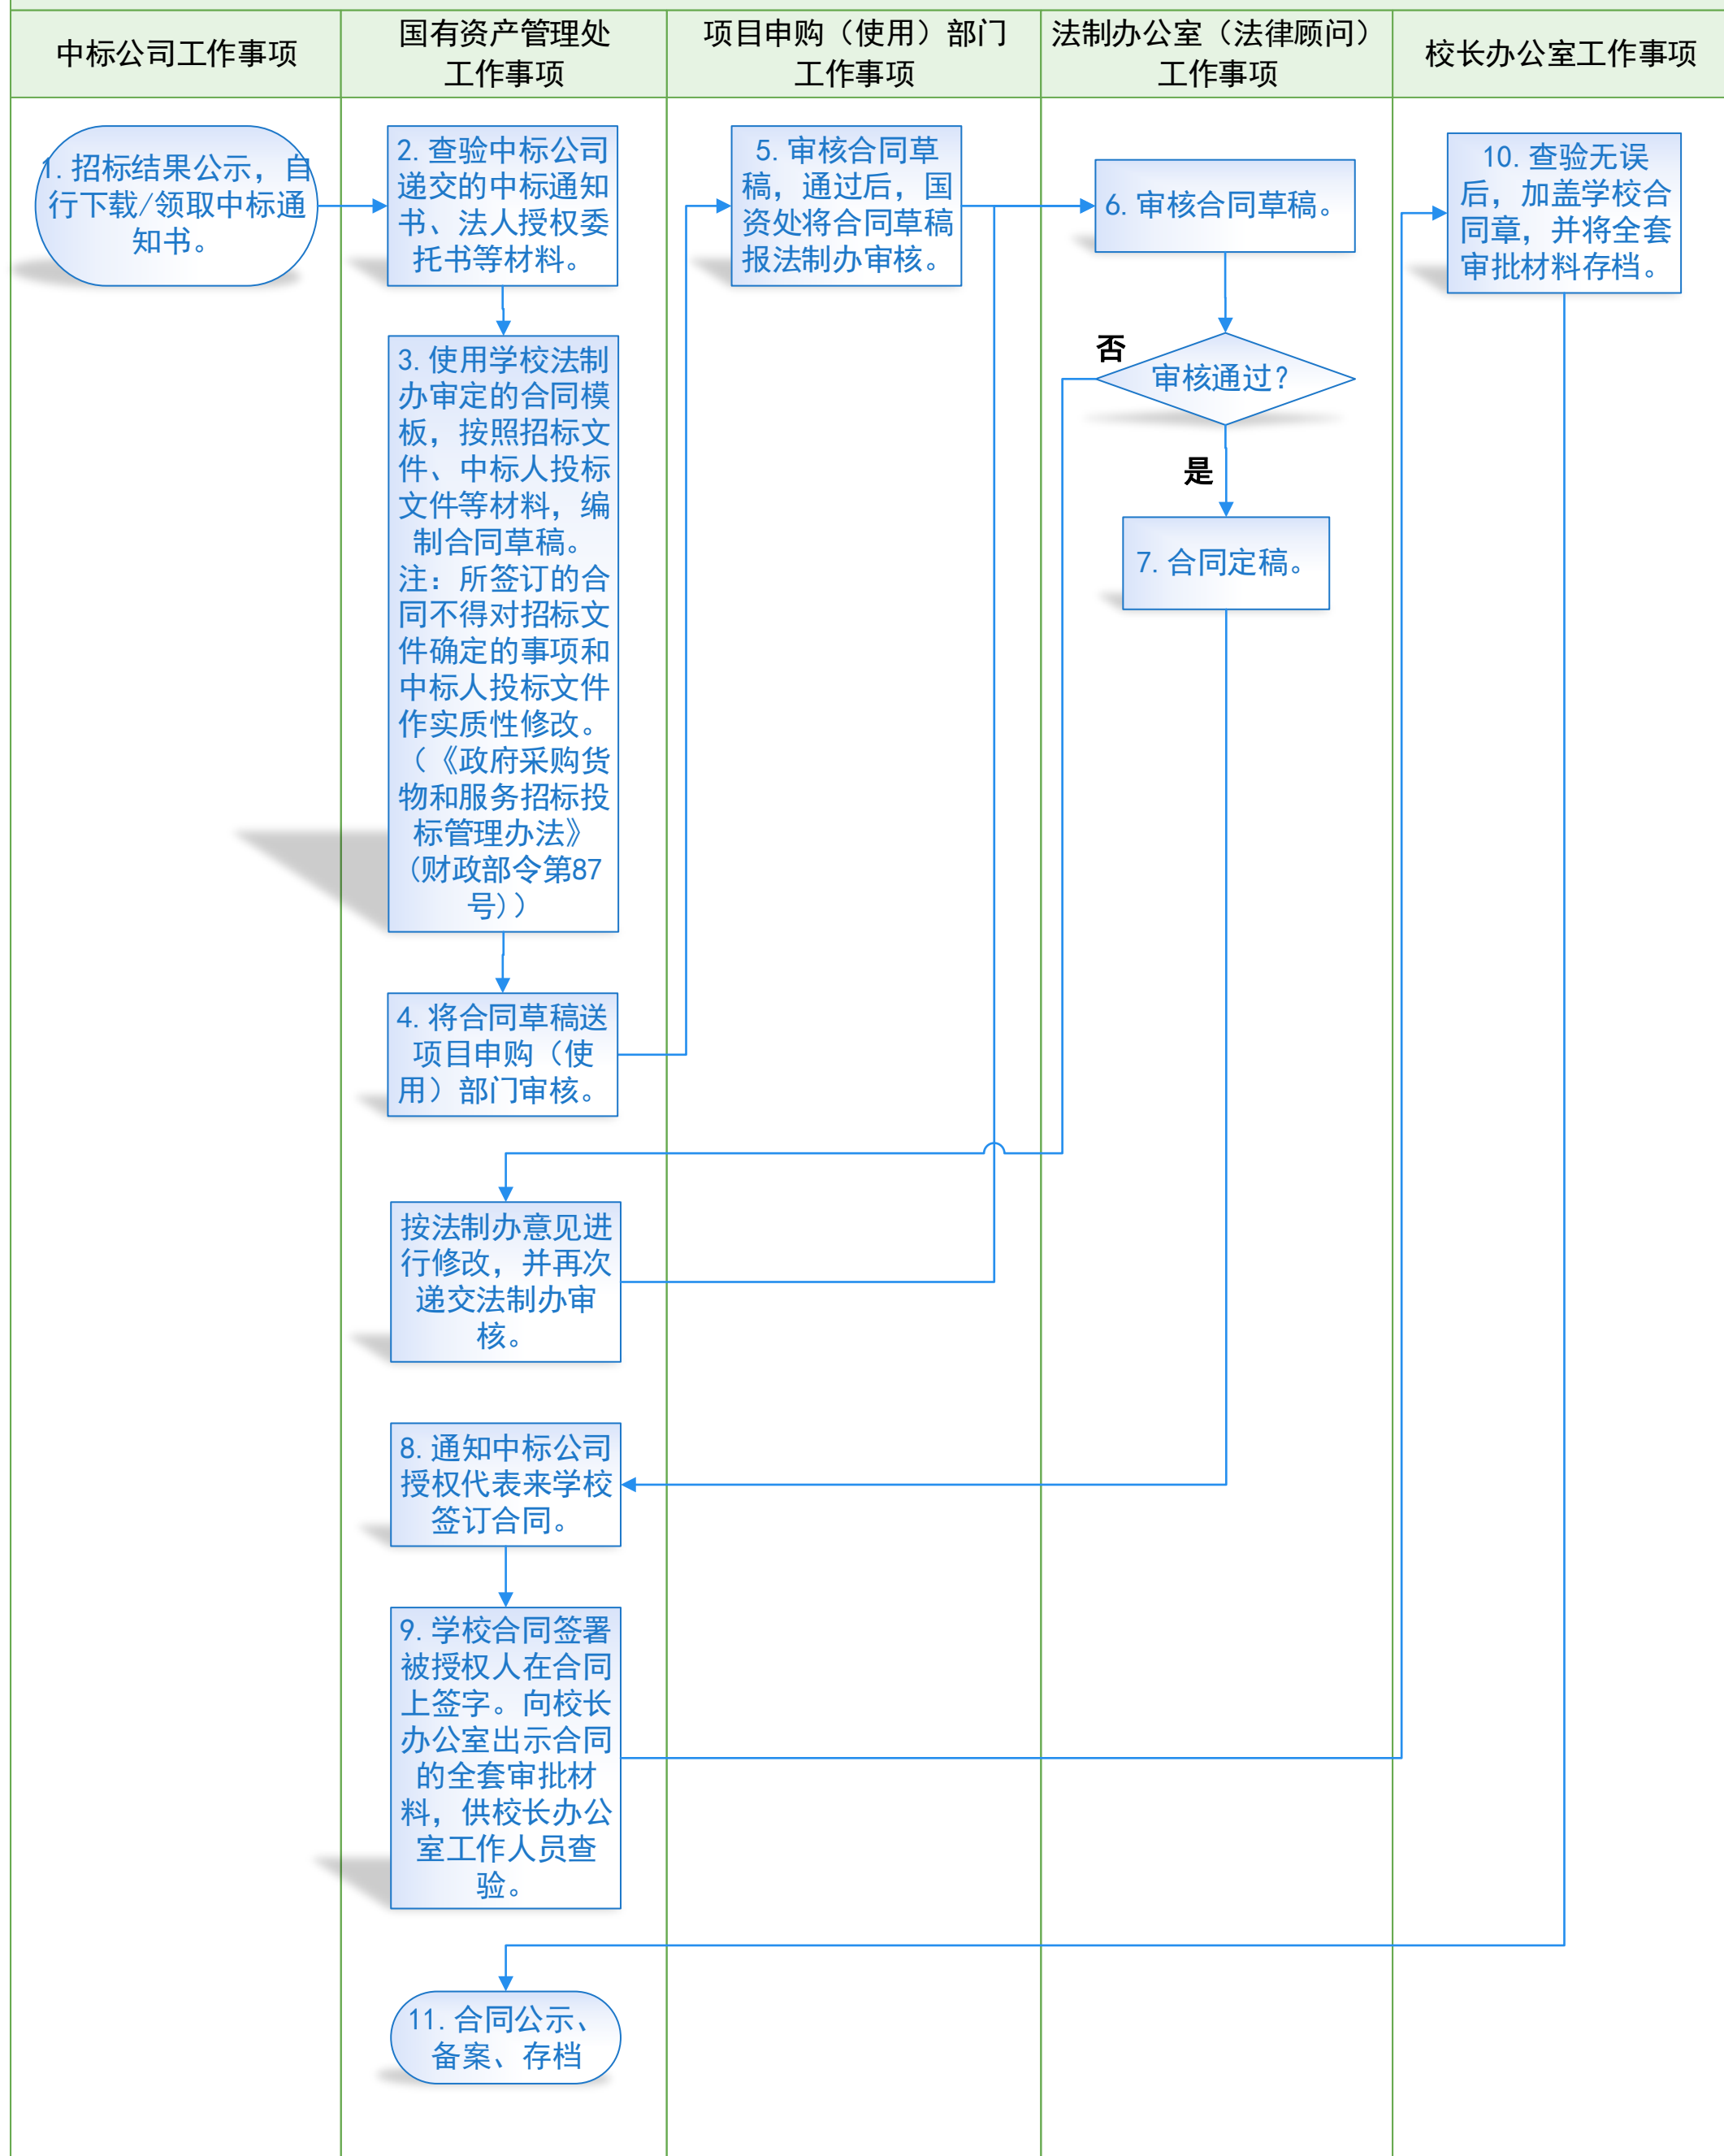 中标公司工作事项
国有资产管理处
工作事项
项目申购（使用）部门
工作事项
法制办公室（法律顾问）
工作事项
校长办公室工作事项
1.招标结果公示，自
行下载/领取中标通
知书。
2.查验中标公司
递交的中标通知
书、法人授权委
托书等材料。
3.使用学校法制
办审定的合同模
板，按照招标文
件、中标人投标
文件等材料，编
制合同草稿。
注：所签订的合
同不得对招标文
件确定的事项和
中标人投标文件
作实质性修改。
（《政府采购货
物和服务招标投
标管理办法》
(财政部令第87
号)）
4.将合同草稿送
项目申购（使
用）部门审核。
5.审核合同草
稿，通过后，国
资处将合同草稿
报法制办审核。
6.审核合同草稿。
审核通过？
否
是
7.合同定稿。
按法制办意见进
行修改，并再次
递交法制办审
核。
8.通知中标公司
授权代表来学校
签订合同。
9.学校合同签署
被授权人在合同
上签字。向校长
办公室出示合同
的全套审批材
料，供校长办公
室工作人员查
验。
10.查验无误
后，加盖学校合
同章，并将全套
审批材料存档。
11.合同公示、
备案、存档